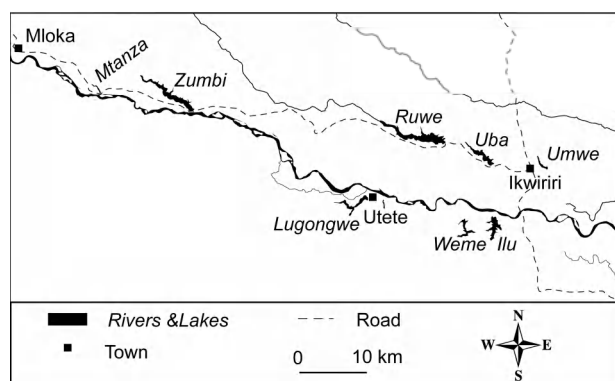 Mloka
Mtanza
Zumbi
Ruwe
Uba
Umwe
Ikwiriri
Lugongwe
Utete
Weme
Ilu
Rivers &Lakes
Road
Town
0 10 km
N
W E
S